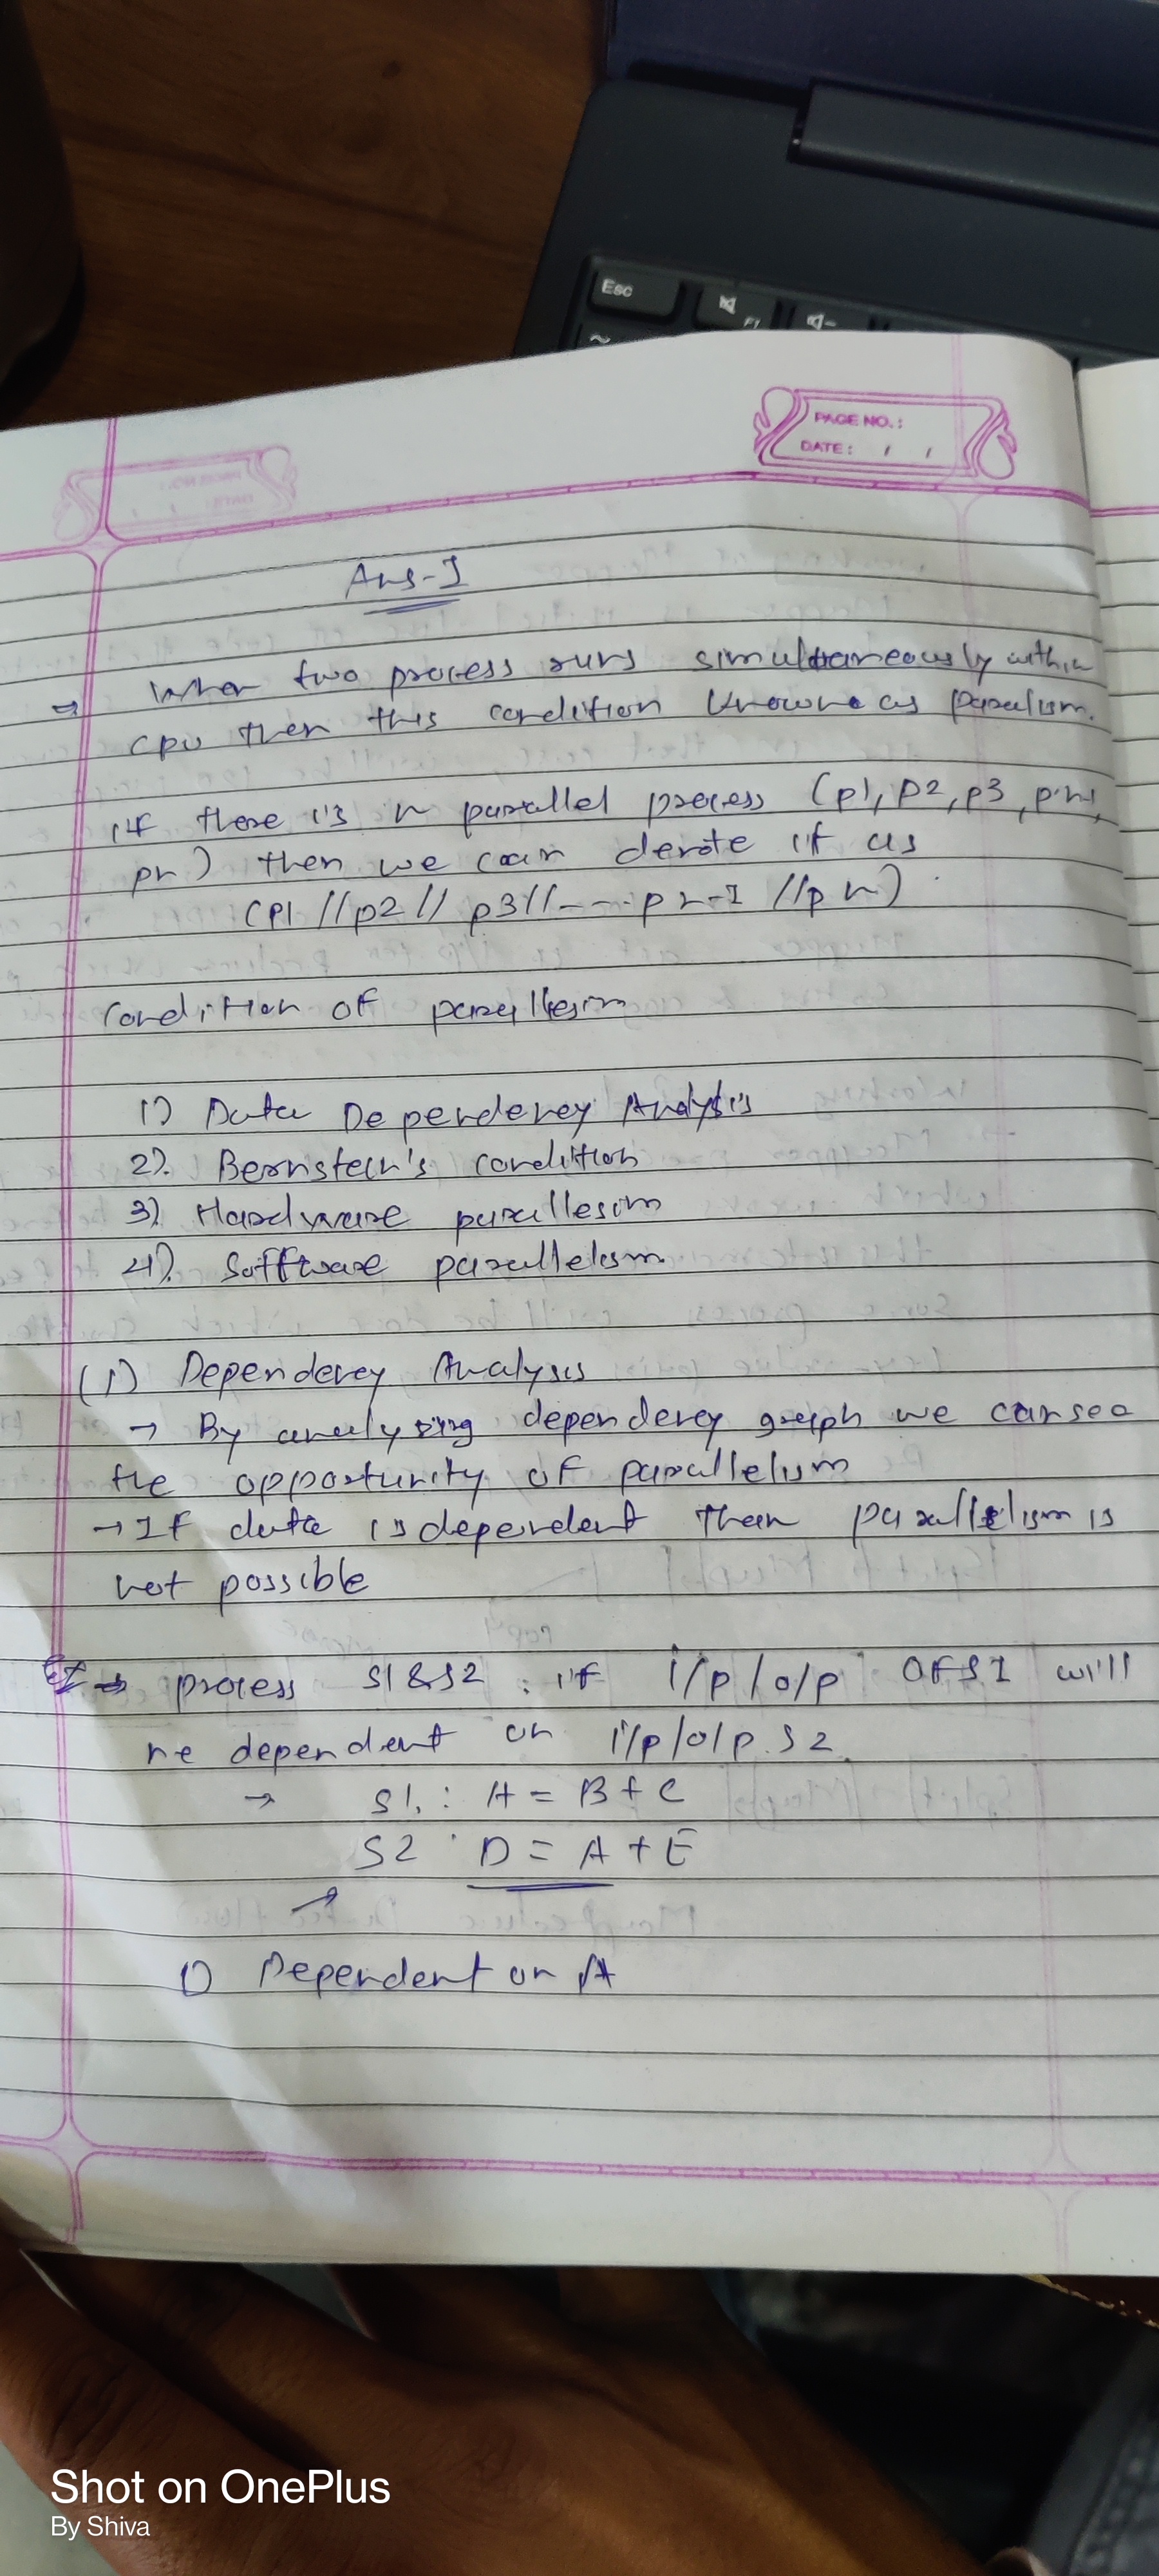 Esc
F1
PAGE NO.:
DATE: / /
Ans-I
→ When two process runs simultaneously within
CPU then this condition known as paralism.
if there is n parallel process (p1, p2, p3, pn-1,
pn) then we can denote it as
(p1 // p2 // p3 // --- pn-1 // pn)
Condition of parallesim
1) Data Dependency Analysis
2). Bernstein's condition
3) Hardware parallesim
4). Software parallelism
(1) Dependency Analysis
→ By analysing dependency graph we can see
the opportunity of parallelism
→ If data is dependent then parallelism is
not possible
Ex → process S1 & S2 : if i/p / o/p of S1 will
be dependent on i/p / o/p S2.
→ S1. : A = B + C
S2 : D = A + E
D Dependent on A
Shot on OnePlus
By Shiva